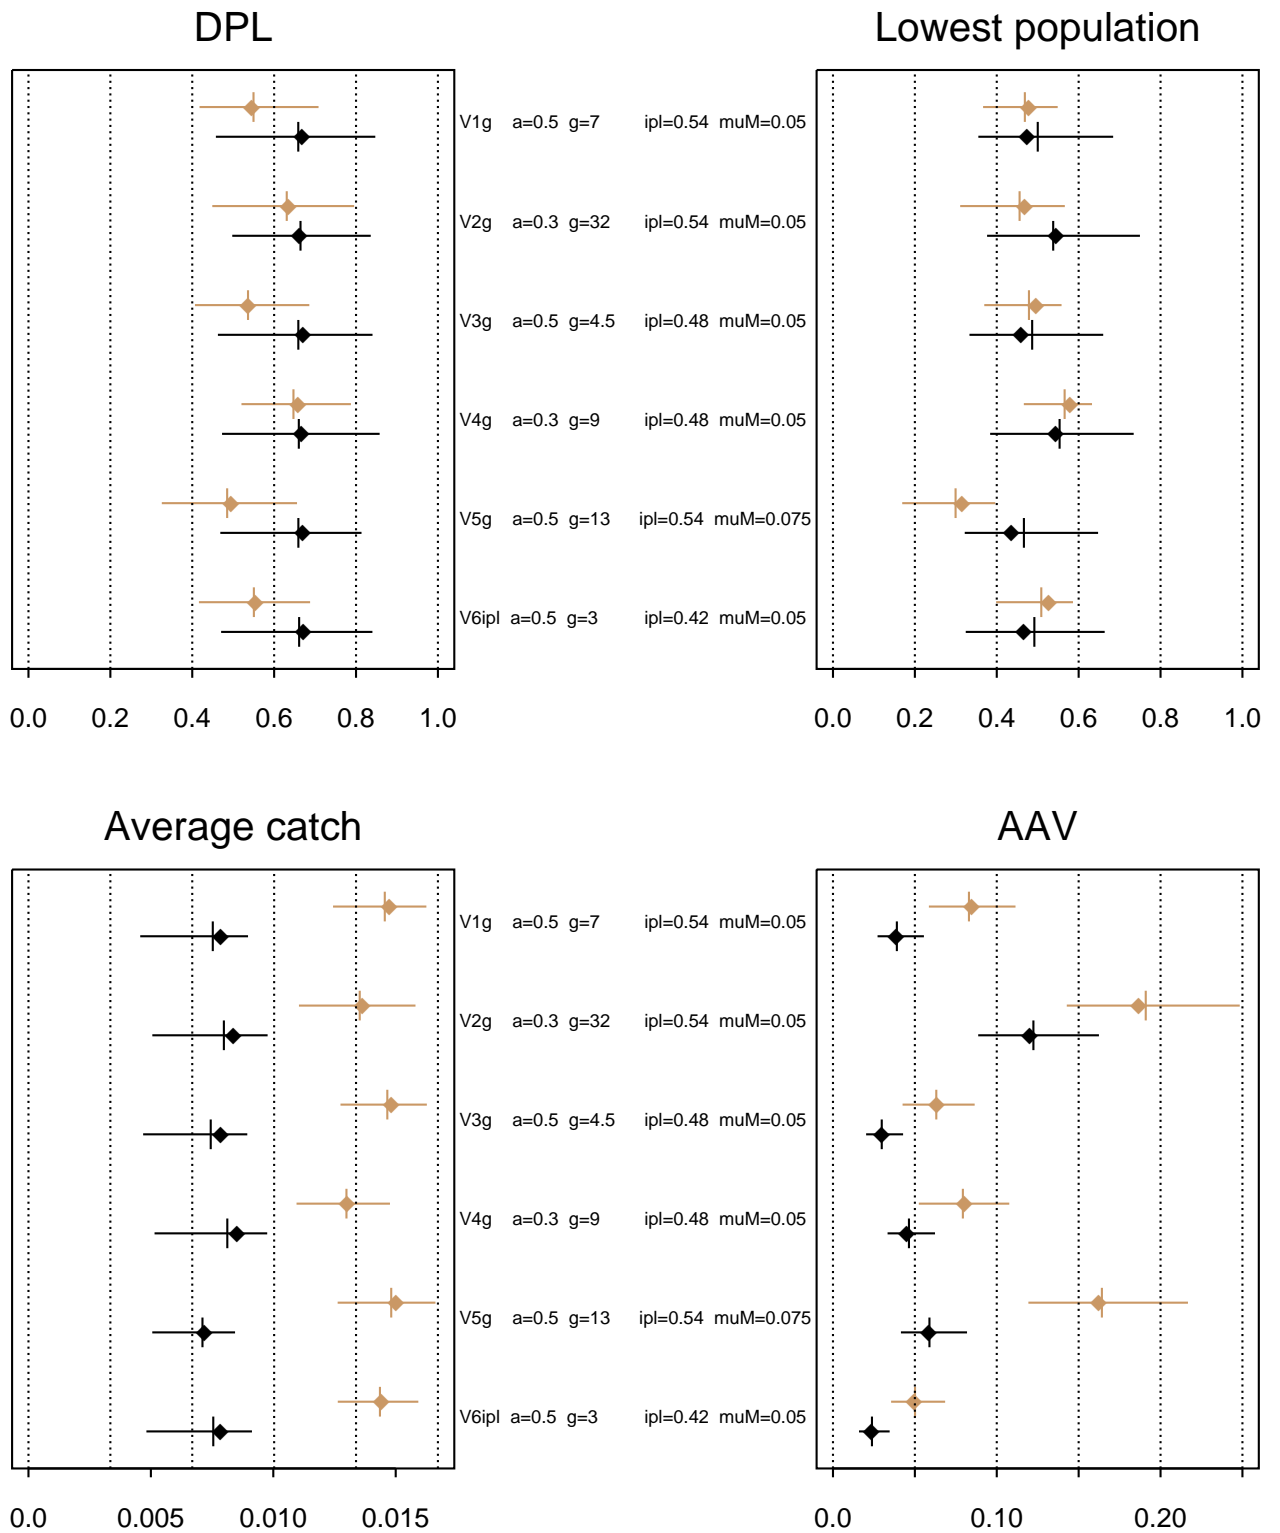 DPL
Lowest population
V1g a=0.5 g=7 ipl=0.54 muM=0.05
V2g a=0.3 g=32 ipl=0.54 muM=0.05
V3g a=0.5 g=4.5 ipl=0.48 muM=0.05
V4g a=0.3 g=9 ipl=0.48 muM=0.05
V5g a=0.5 g=13 ipl=0.54 muM=0.075
V6ipl a=0.5 g=3 ipl=0.42 muM=0.05
0.0 0.2 0.4 0.6 0.8 1.0
0.0 0.2 0.4 0.6 0.8 1.0
Average catch
AAV
V1g a=0.5 g=7 ipl=0.54 muM=0.05
V2g a=0.3 g=32 ipl=0.54 muM=0.05
V3g a=0.5 g=4.5 ipl=0.48 muM=0.05
V4g a=0.3 g=9 ipl=0.48 muM=0.05
V5g a=0.5 g=13 ipl=0.54 muM=0.075
V6ipl a=0.5 g=3 ipl=0.42 muM=0.05
0.0 0.005 0.010 0.015
0.0 0.10 0.20